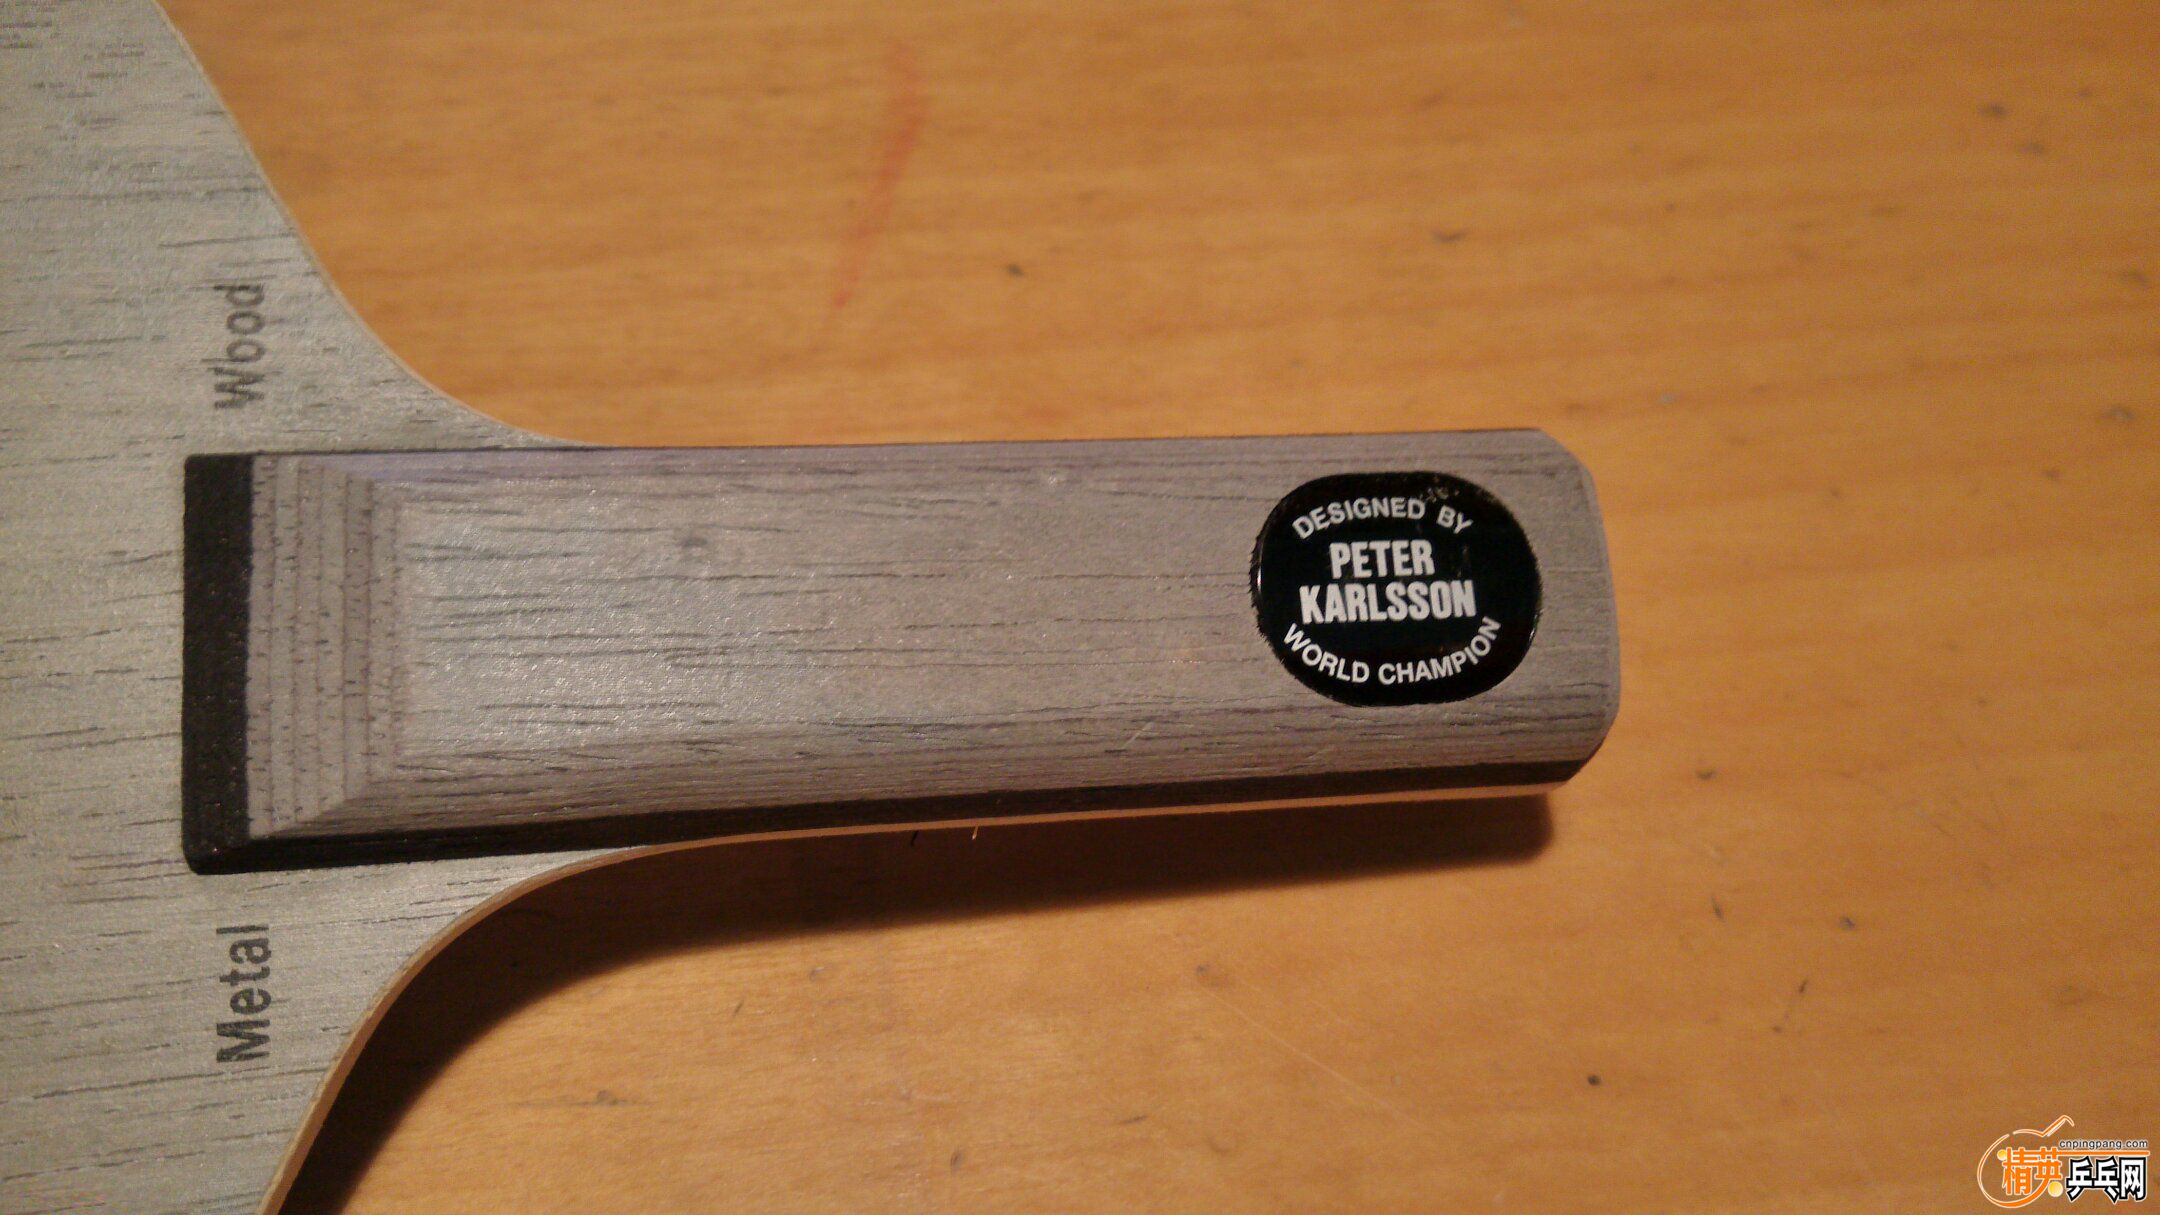 Wood
DESIGNED BY
PETER
KARLSSON
WORLD CHAMPION
Metal
cnpingpang.com
精英乒乓网